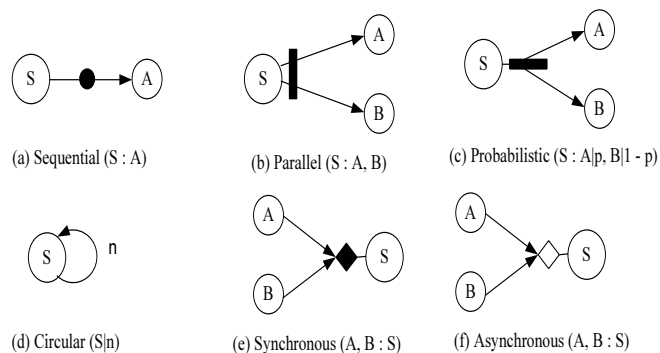 S
A
(a) Sequential (S : A)
S
A
B
(b) Parallel (S : A, B)
S
A
B
(c) Probabilistic (S : A|p, B|1 - p)
S
n
(d) Circular (S|n)
A
B
S
(e) Synchronous (A, B : S)
A
B
S
(f) Asynchronous (A, B : S)